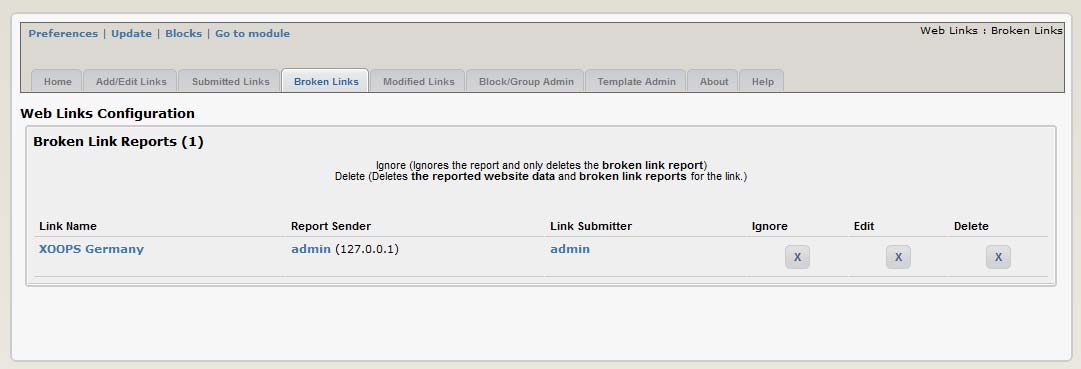 Preferences | Update | Blocks | Go to module
Web Links : Broken Links
Home Add/Edit Links Submitted Links Broken Links Modified Links Block/Group Admin Template Admin About Help
Web Links Configuration
Broken Link Reports (1)
Ignore (Ignores the report and only deletes the broken link report)
Delete (Deletes the reported website data and broken link reports for the link.)
Link Name Report Sender Link Submitter Ignore Edit Delete
XOOPS Germany admin (127.0.0.1) admin X X X